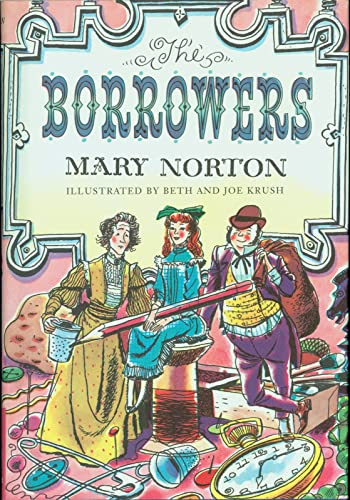 The
BORROWERS
MARY NORTON
ILLUSTRATED BY BETH AND JOE KRUSH